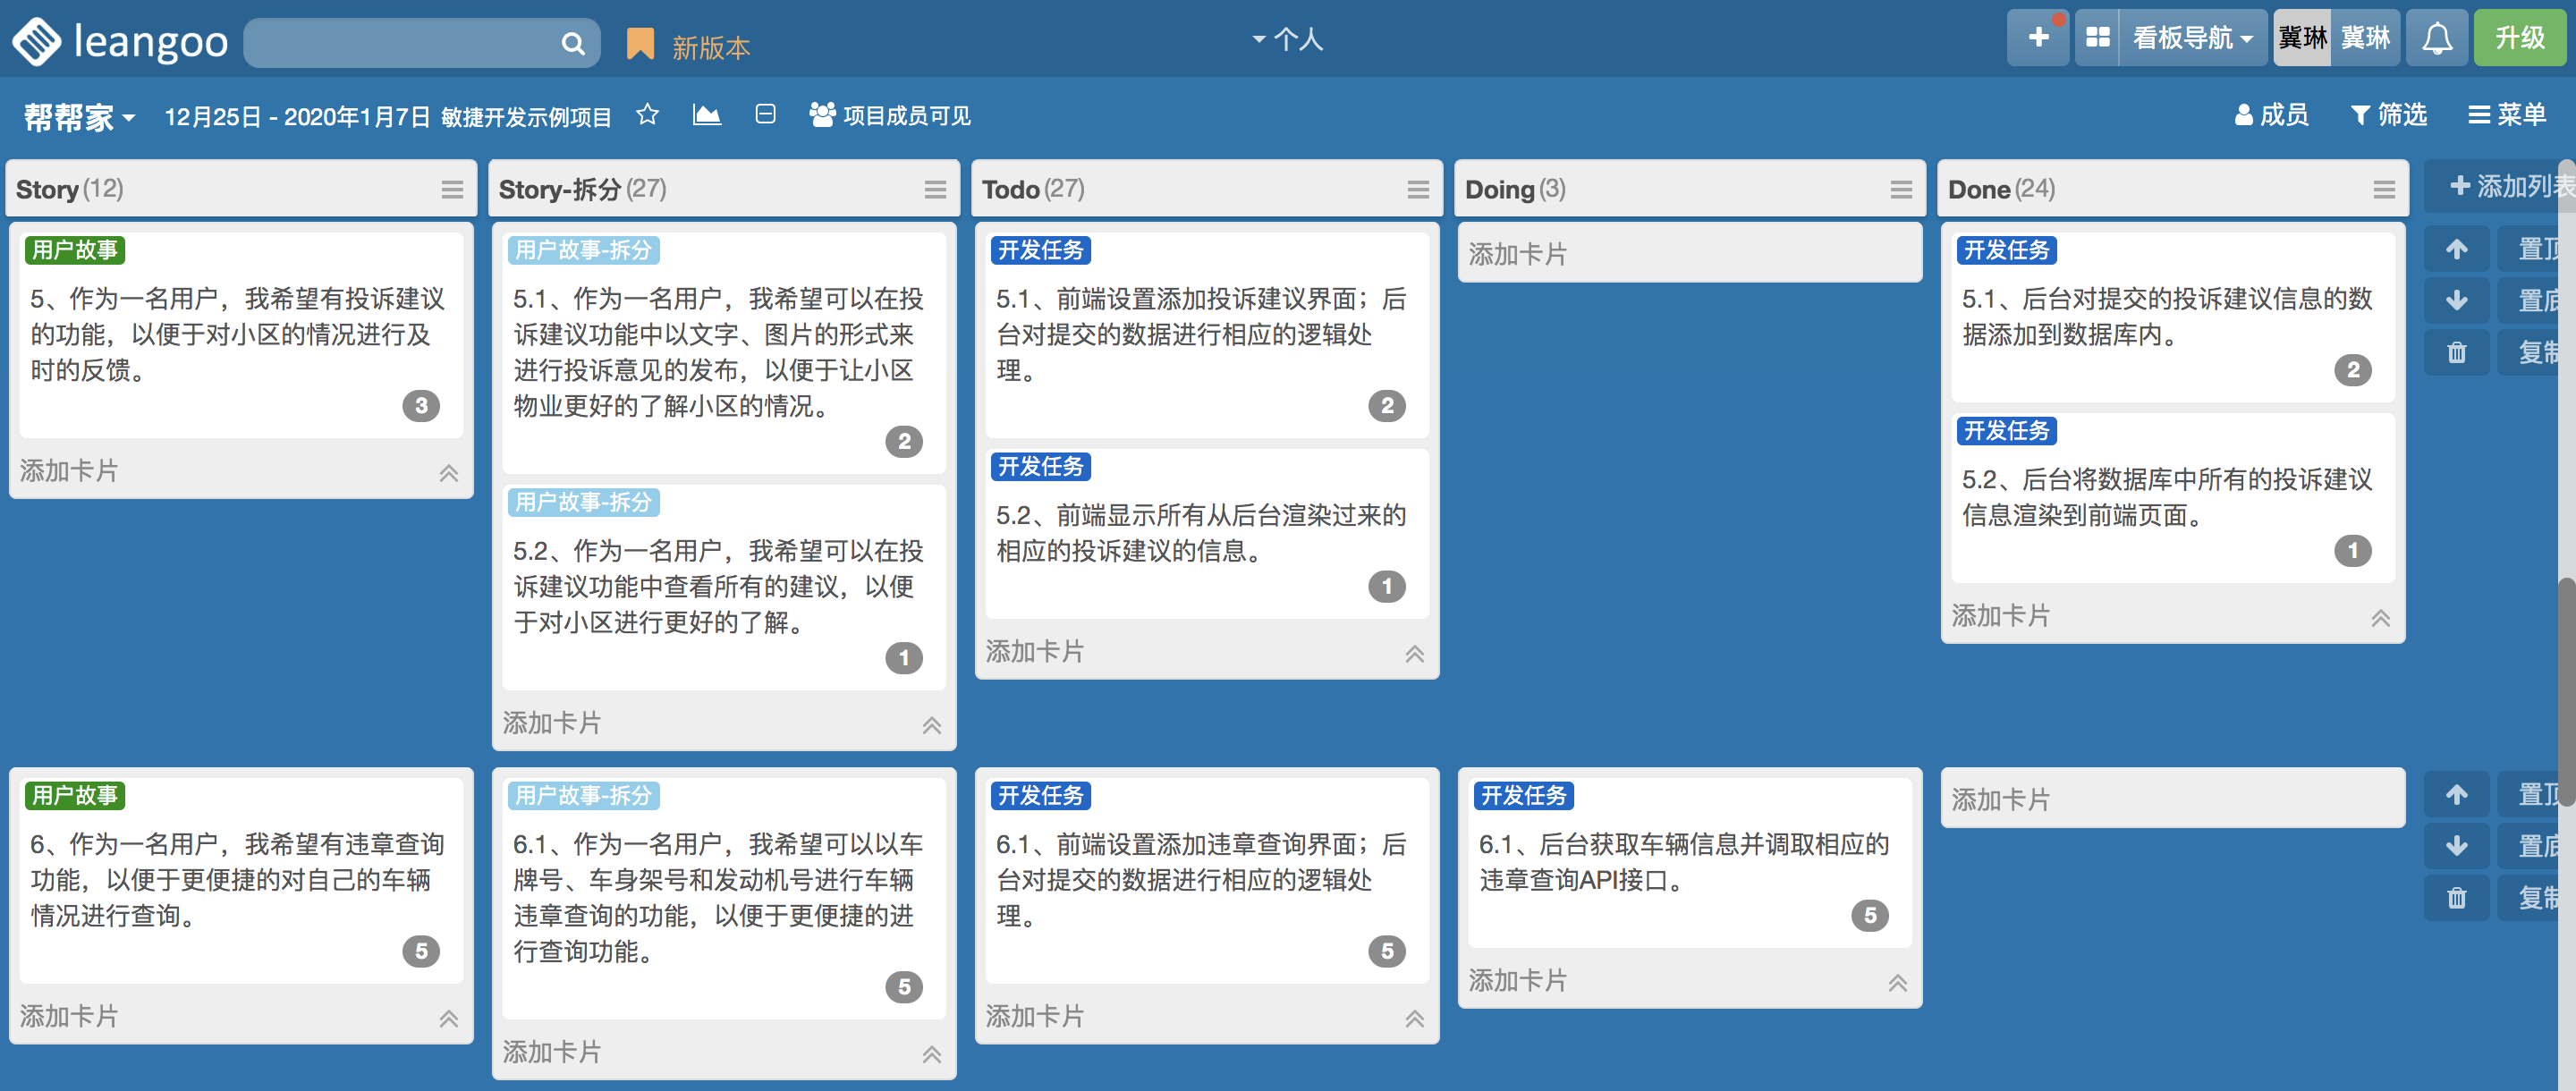 leangoo
新版本
个人
看板导航
冀琳 冀琳
升级
帮帮家
12月25日 - 2020年1月7日 敏捷开发示例项目
项目成员可见
成员
筛选
菜单
Story (12)
Story-拆分 (27)
Todo (27)
Doing (3)
Done (24)
添加列表
用户故事
5、作为一名用户，我希望有投诉建议
的功能，以便于对小区的情况进行及
时的反馈。
3
添加卡片
用户故事-拆分
5.1、作为一名用户，我希望可以在投
诉建议功能中以文字、图片的形式来
进行投诉意见的发布，以便于让小区
物业更好的了解小区的情况。
2
用户故事-拆分
5.2、作为一名用户，我希望可以在投
诉建议功能中查看所有的建议，以便
于对小区进行更好的了解。
1
添加卡片
开发任务
5.1、前端设置添加投诉建议界面；后
台对提交的数据进行相应的逻辑处
理。
2
开发任务
5.2、前端显示所有从后台渲染过来的
相应的投诉建议的信息。
1
添加卡片
添加卡片
开发任务
5.1、后台对提交的投诉建议信息的数
据添加到数据库内。
2
开发任务
5.2、后台将数据库中所有的投诉建议
信息渲染到前端页面。
1
添加卡片
置顶
置底
复制
用户故事
6、作为一名用户，我希望有违章查询
功能，以便于更便捷的对自己的车辆
情况进行查询。
5
添加卡片
用户故事-拆分
6.1、作为一名用户，我希望可以以车
牌号、车身架号和发动机号进行车辆
违章查询的功能，以便于更便捷的进
行查询功能。
5
添加卡片
开发任务
6.1、前端设置添加违章查询界面；后
台对提交的数据进行相应的逻辑处
理。
5
添加卡片
开发任务
6.1、后台获取车辆信息并调取相应的
违章查询API接口。
5
添加卡片
添加卡片
置顶
置底
复制